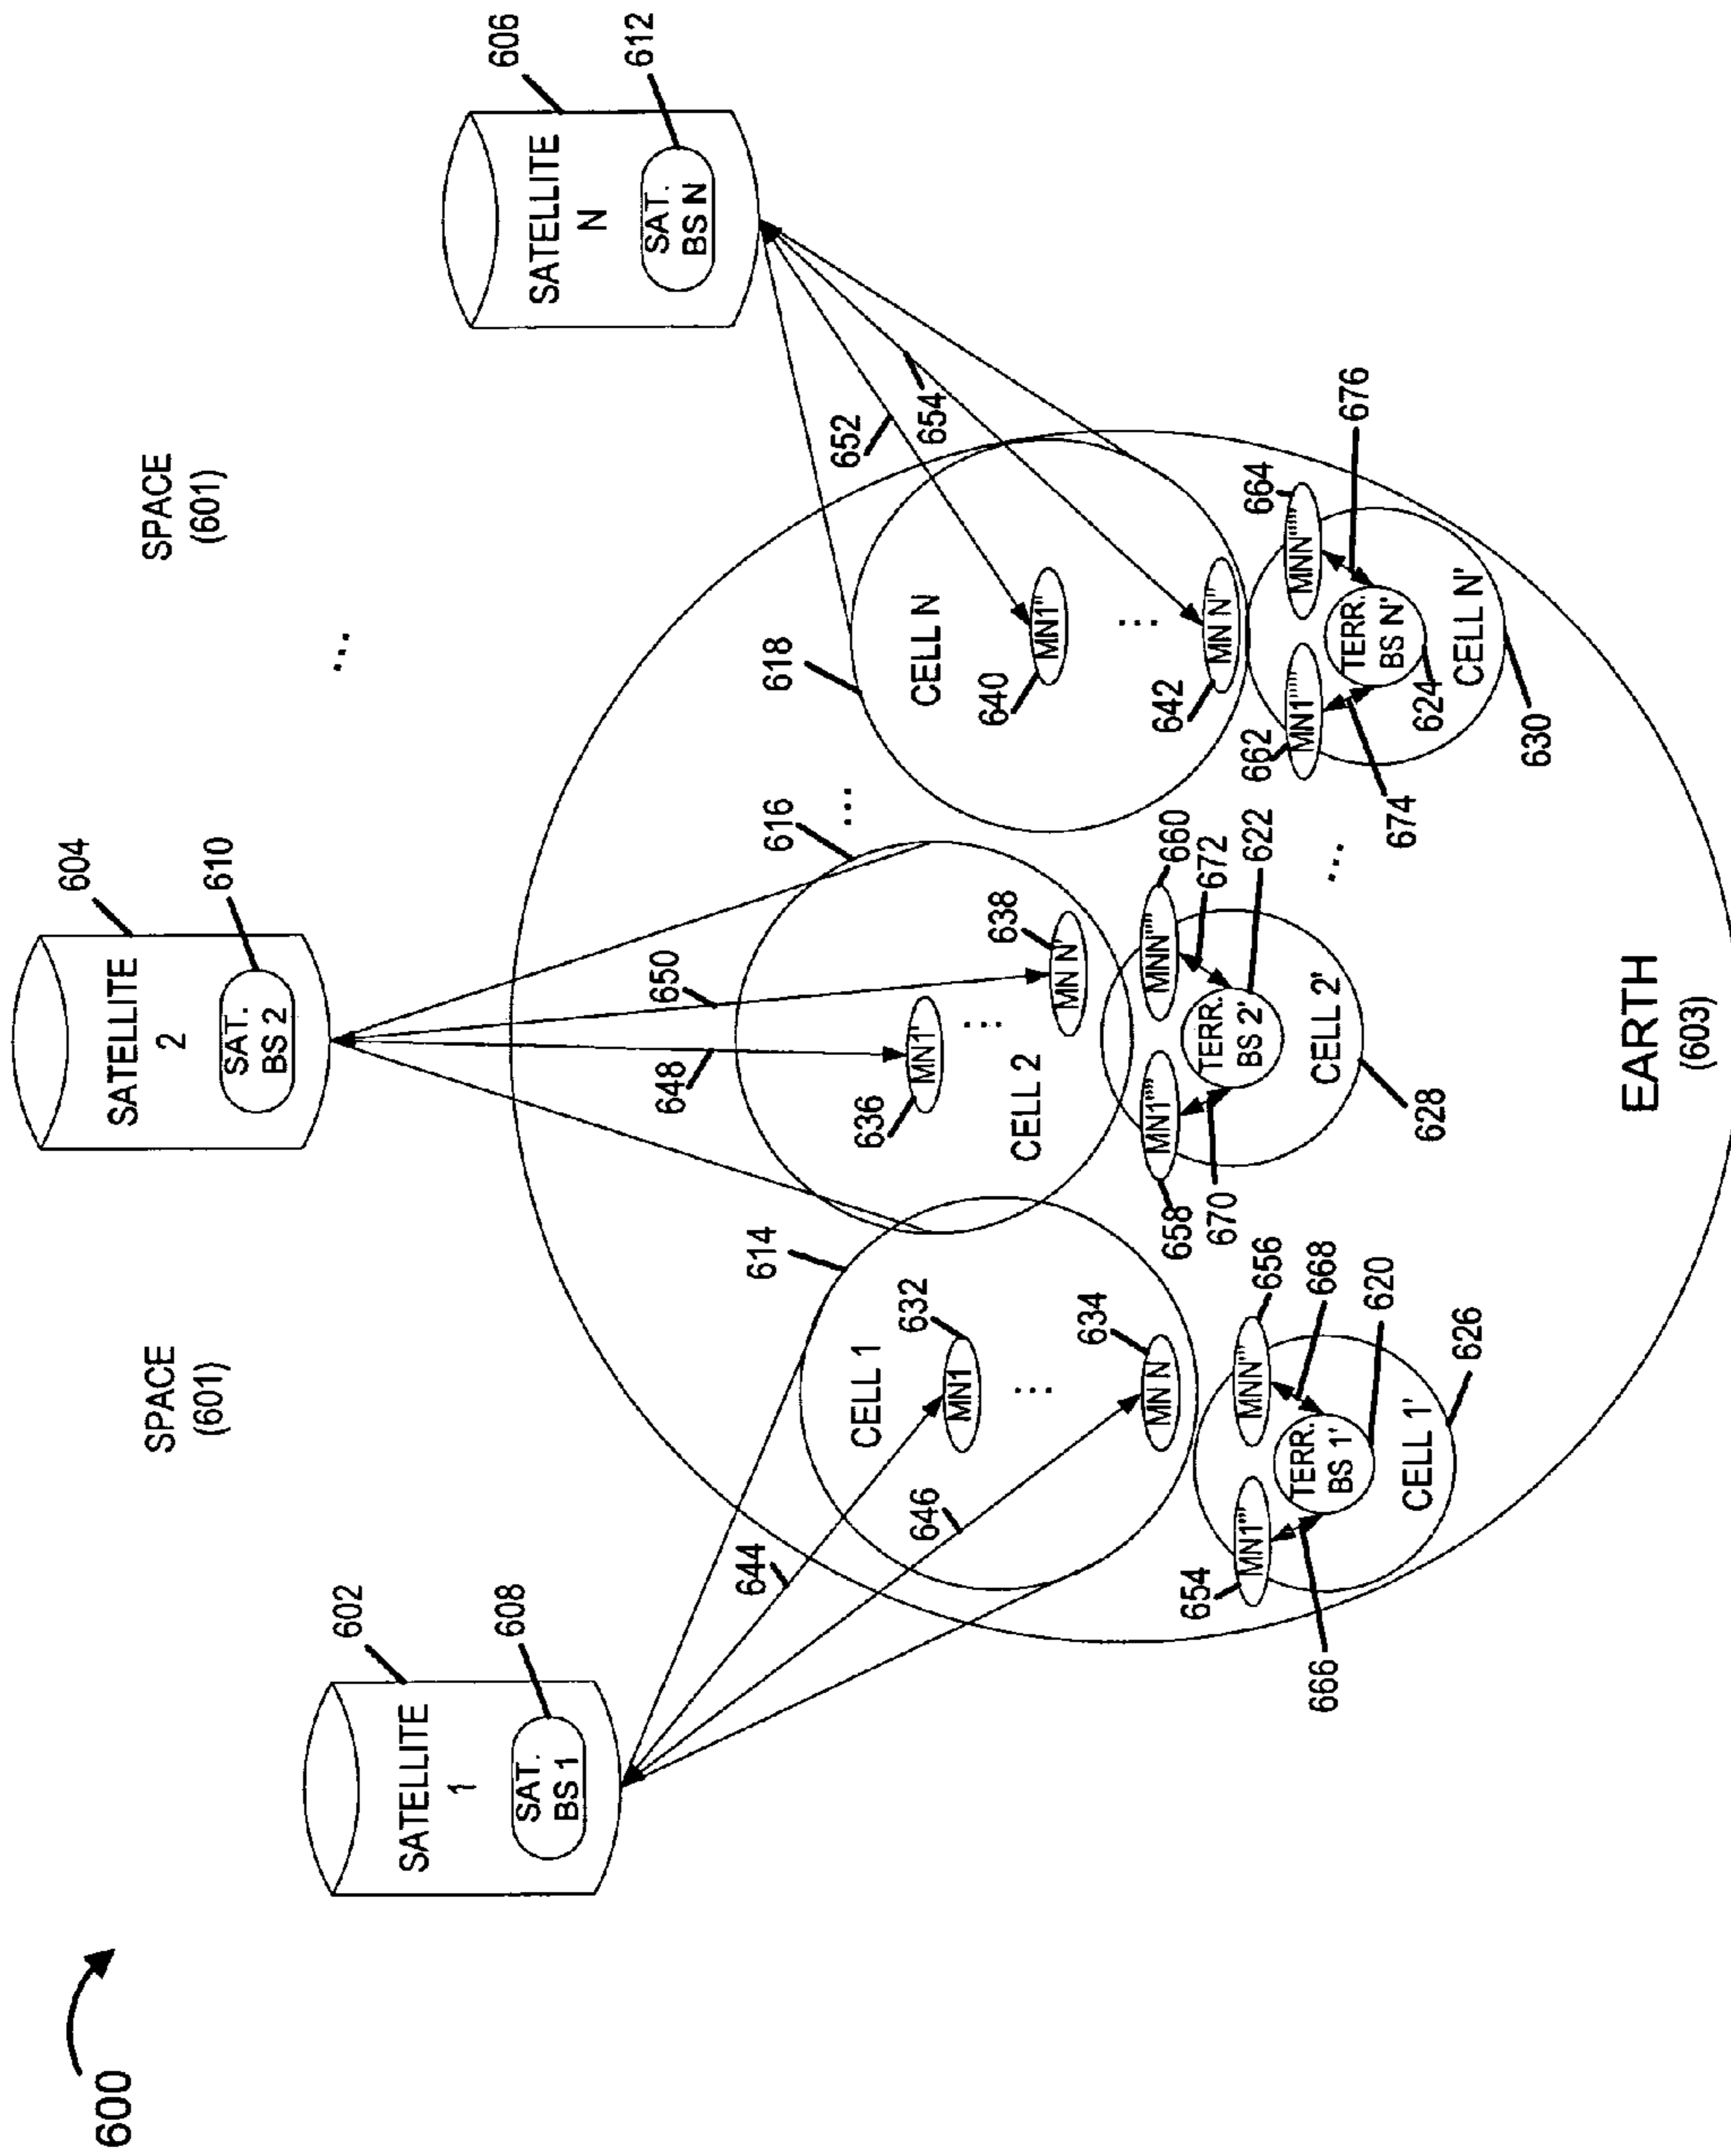 600
SPACE
(601)
SPACE
(601)
...
602
SATELLITE
1
608
SAT.
BS 1
604
SATELLITE
2
610
SAT.
BS 2
606
SATELLITE
N
612
SAT.
BS N
644
646
648
650
652
654
614
CELL 1
632
MN1
...
634
MN N
616
CELL 2
636
MN1'
...
638
MN N'
...
618
CELL N
640
MN1"
...
642
MN N"
654
MN1'''
656
MNN'''
666
668
TERR.
BS 1'
620
CELL 1'
626
658
MN1''''
660
MNN''''
670
672
TERR.
BS 2'
622
CELL 2'
628
...
662
MN1'''''
664
MNN'''''
674
676
TERR.
BS N'
624
CELL N'
630
EARTH
(603)